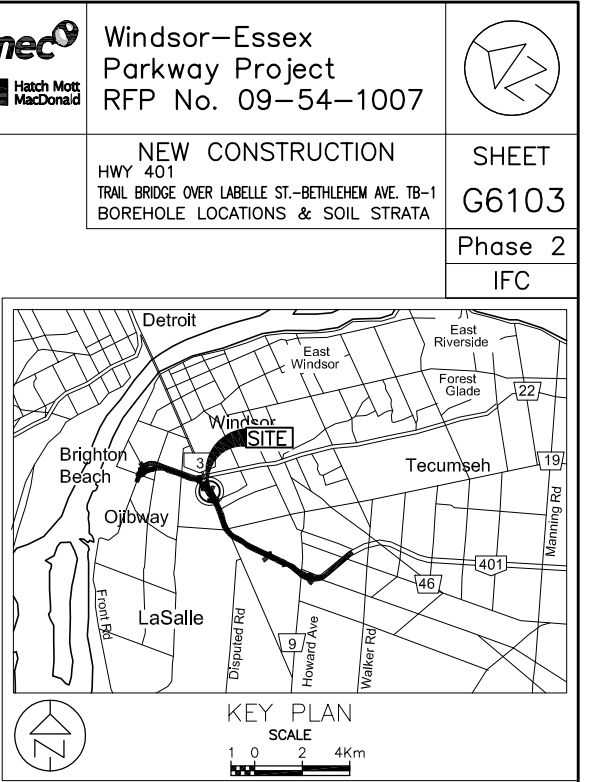 Windsor-Essex
Parkway Project
RFP No. 09-54-1007
Hatch Mott
MacDonald
NEW CONSTRUCTION
HWY 401
TRAIL BRIDGE OVER LABELLE ST.-BETHLEHEM AVE. TB-1
BOREHOLE LOCATIONS & SOIL STRATA
SHEET
G6103
Phase 2
IFC
Detroit
East
Riverside
East
Windsor
Forest
Glade
22
Windsor
SITE
Brighton
Beach
3
Tecumseh
19
Ojibway
Manning Rd
401
46
Front Rd
LaSalle
Disputed Rd
9
Howard Ave
Walker Rd
N
KEY PLAN
SCALE
1 0 2 4Km